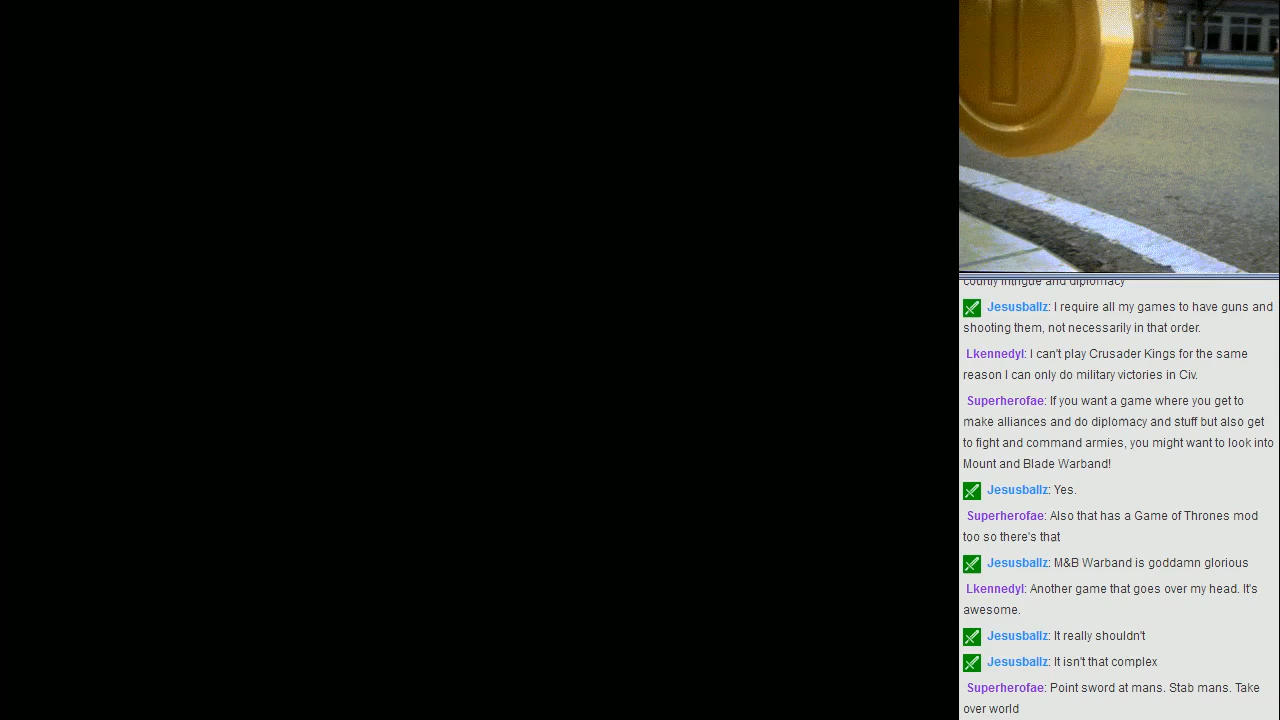 courtly intrigue and diplomacy
Jesusballz: I require all my games to have guns and
shooting them, not necessarily in that order.
Lkennedyl: I can't play Crusader Kings for the same
reason I can only do military victories in Civ.
Superherofae: If you want a game where you get to
make alliances and do diplomacy and stuff but also get
to fight and command armies, you might want to look into
Mount and Blade Warband!
Jesusballz: Yes.
Superherofae: Also that has a Game of Thrones mod
too so there's that
Jesusballz: M&B Warband is goddamn glorious
Lkennedyl: Another game that goes over my head. It's
awesome.
Jesusballz: It really shouldn't
Jesusballz: It isn't that complex
Superherofae: Point sword at mans. Stab mans. Take
over world